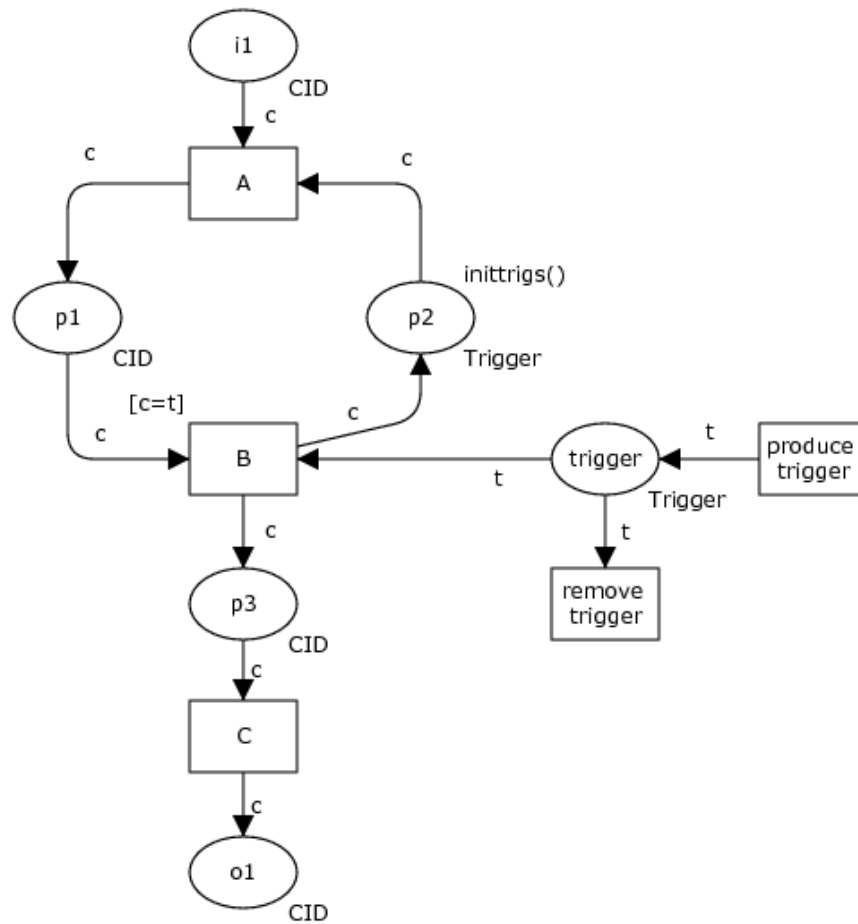 i1
CID
c
c
A
c
inittrigs()
p1
p2
CID
Trigger
[c=t]
c
c
B
t
trigger
t
produce
trigger
Trigger
c
t
p3
remove
trigger
CID
c
C
c
o1
CID